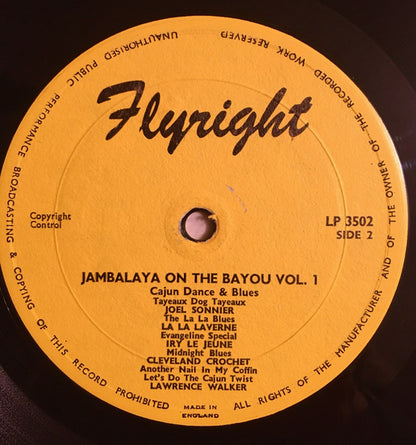 UNAUTHORISED PUBLIC PERFORMANCE BROADCASTING & COPYING OF THIS RECORD PROHIBITED
ALL RIGHTS OF THE MANUFACTURER AND OF THE OWNER OF THE RECORDED WORK RESERVED
Flyright
Copyright
Control
LP 3502
SIDE 2
JAMBALAYA ON THE BAYOU VOL. 1
Cajun Dance & Blues
Tayeaux Dog Tayeaux
JOEL SONNIER
The La La Blues
LA LA LAVERNE
Evangeline Special
IRY LE JEUNE
Midnight Blues
CLEVELAND CROCHET
Another Nail In My Coffin
Let's Do The Cajun Twist
LAWRENCE WALKER
MADE IN
ENGLAND